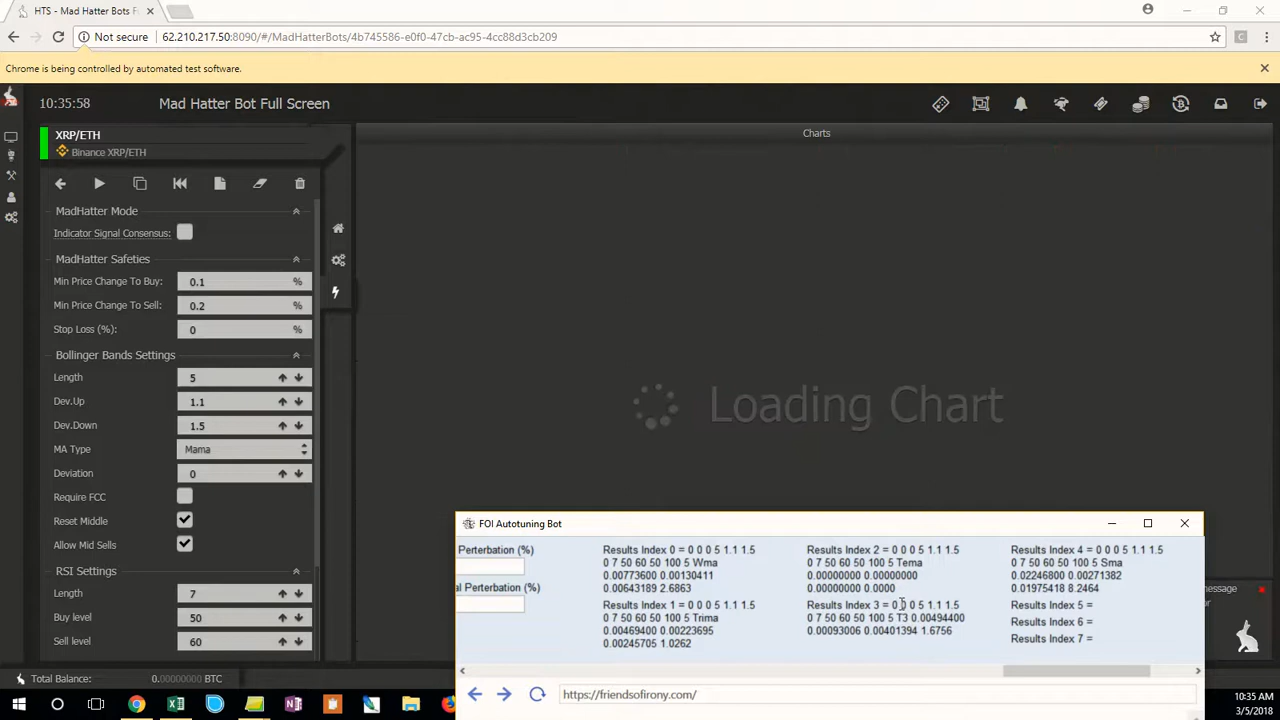 HTS - Mad Hatter Bots F
Not secure
62.210.217.50:8090/#/MadHatterBots/4b745586-e0f0-47cb-ac95-4cc88d3cb209
Chrome is being controlled by automated test software.
10:35:58
Mad Hatter Bot Full Screen
XRP/ETH
Binance XRP/ETH
Charts
MadHatter Mode
Indicator Signal Consensus:
MadHatter Safeties
Min Price Change To Buy: 0.1 %
Min Price Change To Sell: 0.2 %
Stop Loss (%): 0 %
Bollinger Bands Settings
Length 5
Dev.Up 1.1
Dev.Down 1.5
MA Type Mama
Deviation 0
Require FCC
Reset Middle
Allow Mid Sells
RSI Settings
Length 7
Buy level 50
Sell level 60
Loading Chart
FOI Autotuning Bot
Perterbation (%)
al Perterbation (%)
Results Index 0 = 0 0 0 5 1.1 1.5
0 7 50 60 50 100 5 Wma
0.00773600 0.00130411
0.00643189 2.6863
Results Index 1 = 0 0 0 5 1.1 1.5
0 7 50 60 50 100 5 Trima
0.00469400 0.00223695
0.00245705 1.0262
Results Index 2 = 0 0 0 5 1.1 1.5
0 7 50 60 50 100 5 Tema
0.00000000 0.00000000
0.00000000 0.0000
Results Index 3 = 0 0 0 5 1.1 1.5
0 7 50 60 50 100 5 T3 0.00494400
0.00093006 0.00401394 1.6756
Results Index 4 = 0 0 0 5 1.1 1.5
0 7 50 60 50 100 5 Sma
0.02246800 0.00271382
0.01975418 8.2464
Results Index 5 =
Results Index 6 =
Results Index 7 =
message
https://friendsofirony.com/
Total Balance: 0.00000000 BTC
10:35 AM
3/5/2018